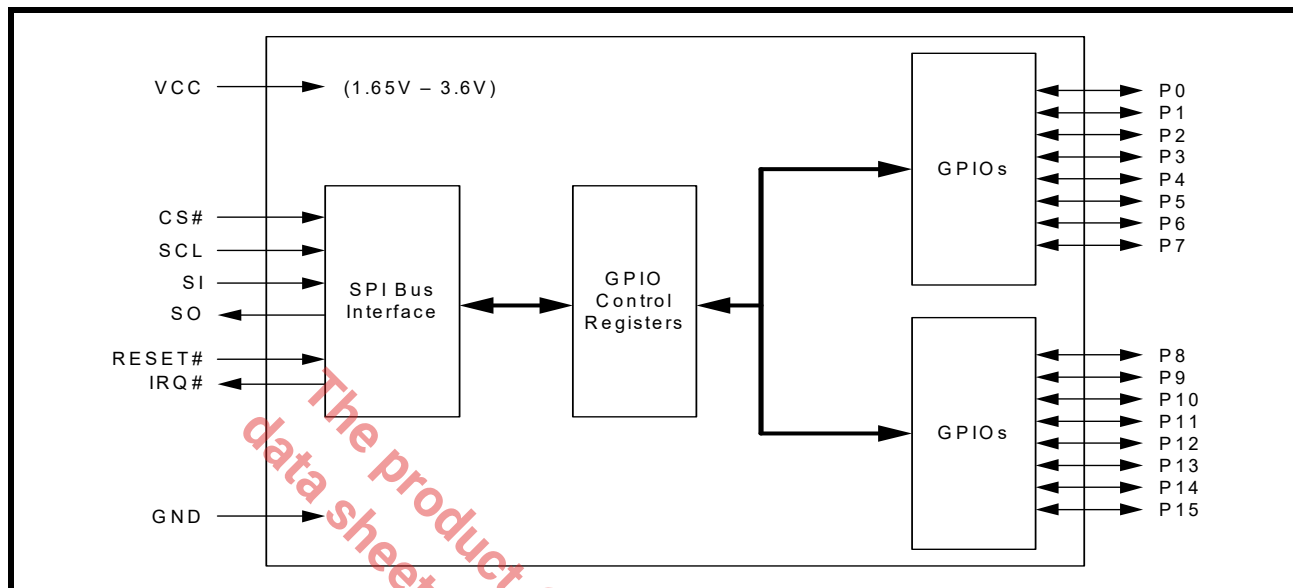 VCC
(1.65V – 3.6V)
CS#
SCL
SI
SO
RESET#
IRQ#
GND
SPI Bus
Interface
GPIO
Control
Registers
GPIOs
P0
P1
P2
P3
P4
P5
P6
P7
GPIOs
P8
P9
P10
P11
P12
P13
P14
P15
The product
data sheet